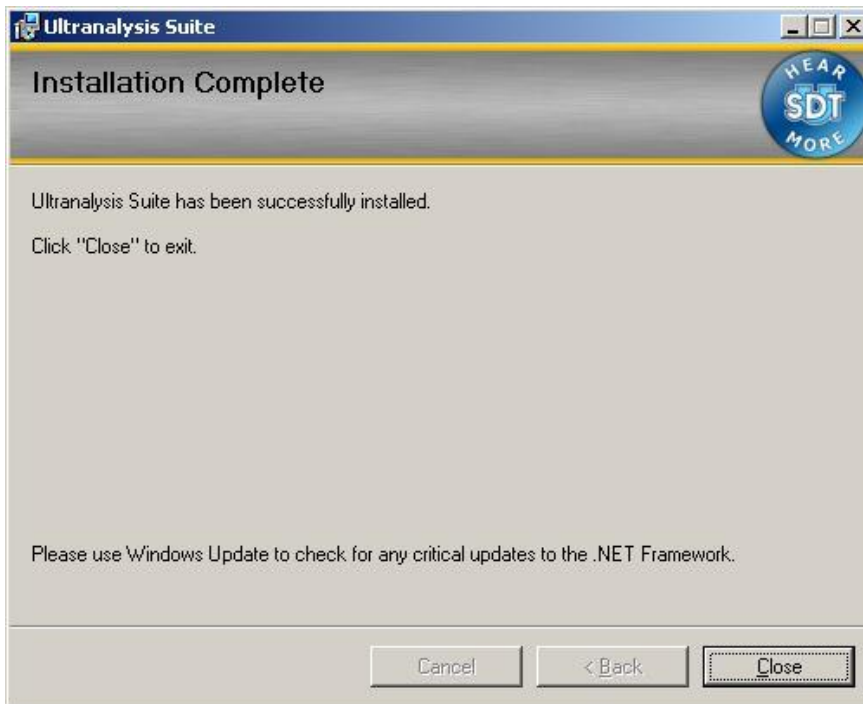 Ultranalysis Suite
Installation Complete
HEAR
SDT
MORE
Ultranalysis Suite has been successfully installed.
Click "Close" to exit.
Please use Windows Update to check for any critical updates to the .NET Framework.
Cancel
< Back
Close